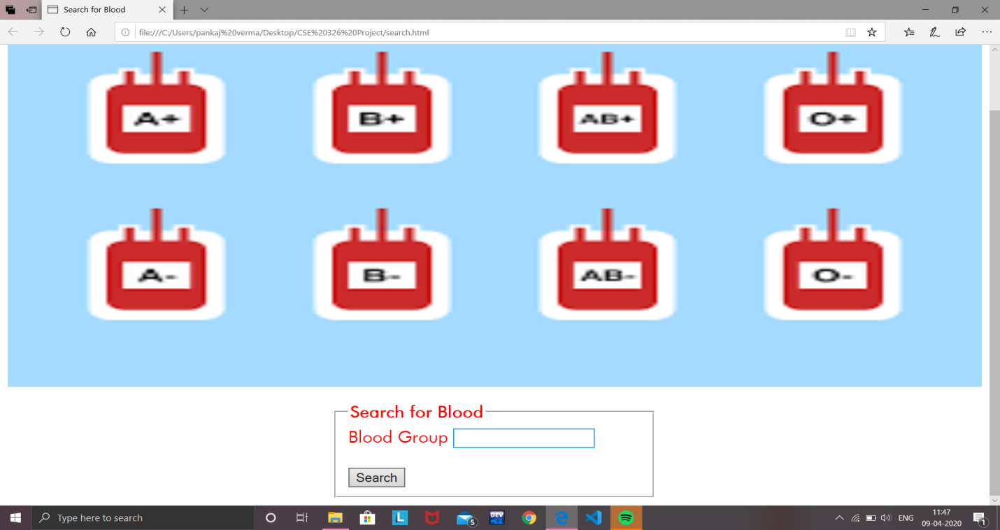 Search for Blood
file:///C:/Users/pankaj%20verma/Desktop/CSE%20326%20Project/search.html
A+ B+ AB+ O+
A- B- AB- O-
Search for Blood
Blood Group
Search
Type here to search
L
5
DEV
ENG
11:47
09-04-2020
1